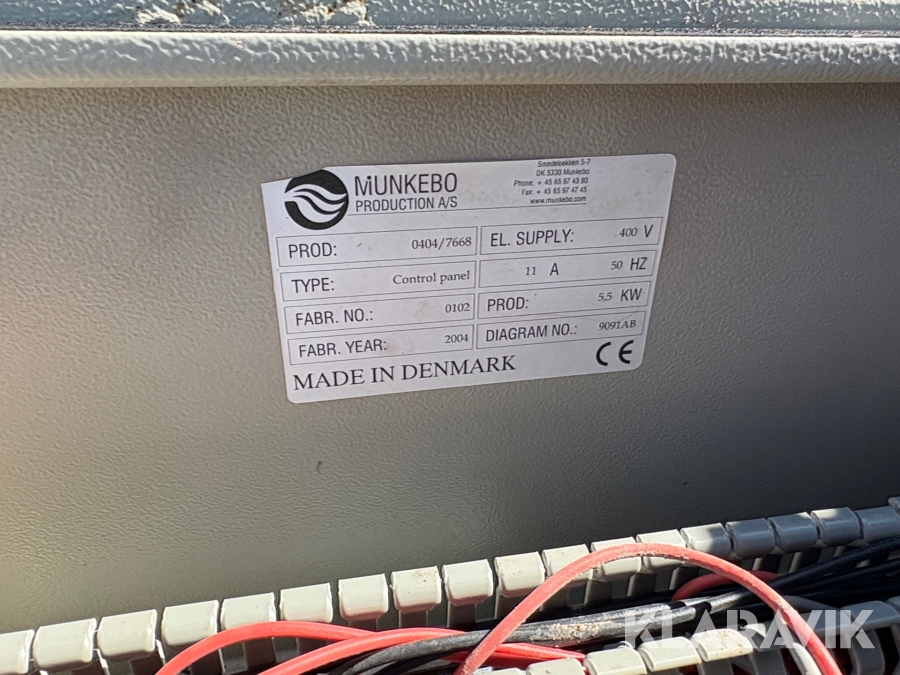 MUNKEBO
PRODUCTION A/S
Smedeløkken 5-7
DK 5330 Munkebo
Phone: + 45 65 97 43 90
Fax: + 45 65 97 47 45
www.munkebo.com
PROD: 0404/7668
EL. SUPPLY: 400 V
TYPE: Control panel
11 A 50 HZ
FABR. NO.: 0102
PROD: 5,5 KW
FABR. YEAR: 2004
DIAGRAM NO.: 9091AB
MADE IN DENMARK
CE
KLARAVIK